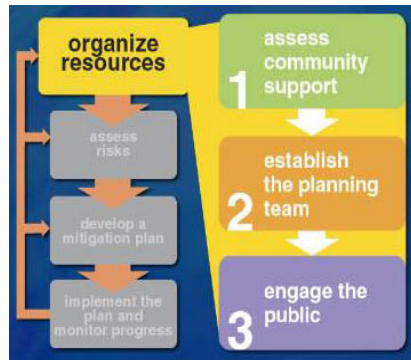 organize
resources
assess
risks
develop a
mitigation plan
implement the
plan and
monitor progress
1
assess
community
support
2
establish
the planning
team
3
engage the
public